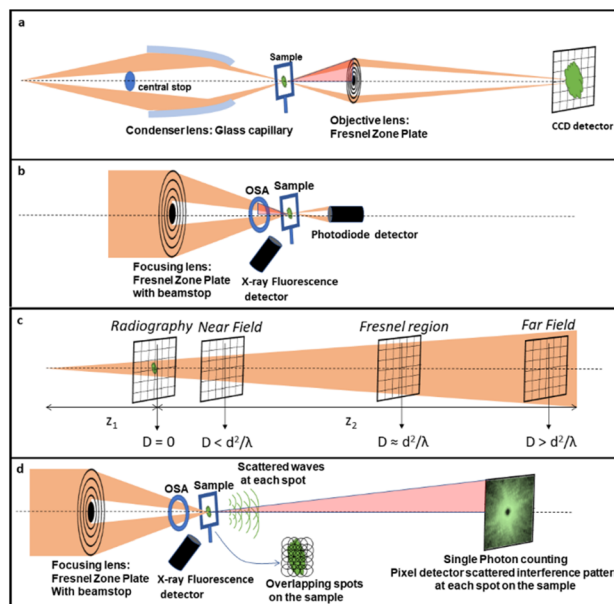 a
Sample
central stop
Condenser lens: Glass capillary
Objective lens:
Fresnel Zone Plate
CCD detector
b
OSA
Sample
Photodiode detector
Focusing lens:
Fresnel Zone Plate
with beamstop
X-ray Fluorescence
detector
c
Radiography
Near Field
Fresnel region
Far Field
z₁
z₂
D = 0
D < d²/λ
D ≈ d²/λ
D > d²/λ
d
OSA
Sample
Scattered waves
at each spot
Focusing lens:
Fresnel Zone Plate
With beamstop
X-ray Fluorescence
detector
Overlapping spots
on the sample
Single Photon counting
Pixel detector scattered interference pattern
at each spot on the sample